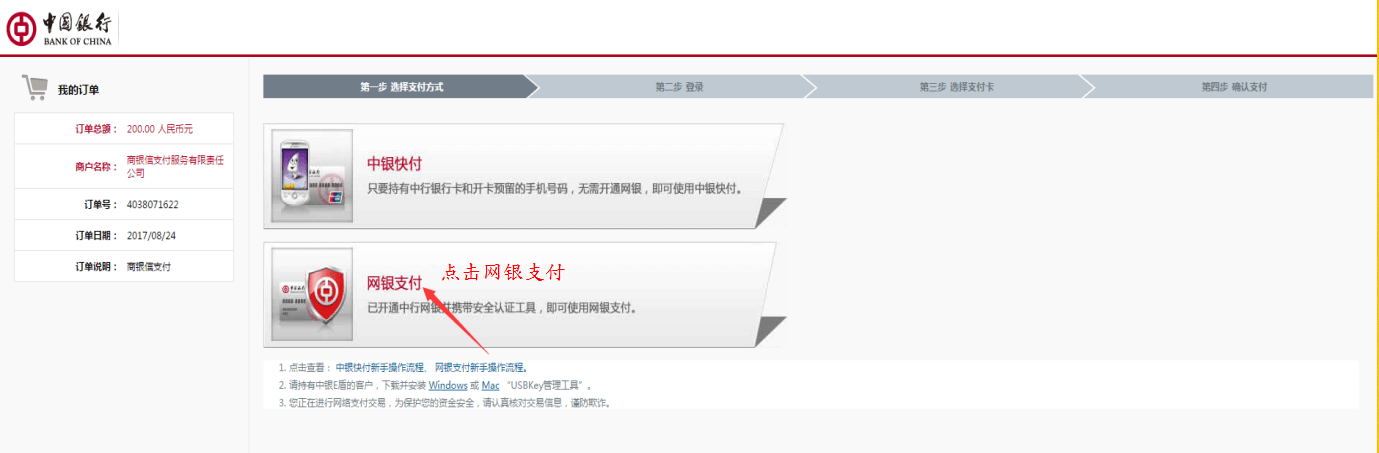 中国银行
BANK OF CHINA
我的订单
订单总额： 200.00 人民币元
商户名称： 商银信支付服务有限责任
公司
订单号： 4038071622
订单日期： 2017/08/24
订单说明： 商银信支付
第一步 选择支付方式
第二步 登录
第三步 选择支付卡
第四步 确认支付
中银快付
只要持有中行银行卡和开卡预留的手机号码，无需开通网银，即可使用中银快付。
网银支付
点击网银支付
已开通中行网银并携带安全认证工具，即可使用网银支付。
1. 点击查看： 中银快付新手操作流程、 网银支付新手操作流程。
2. 请持有中银E盾的客户，下载并安装 Windows 或 Mac “USBKey管理工具”。
3. 您正在进行网络支付交易，为保护您的资金安全，请认真核对交易信息，谨防欺诈。